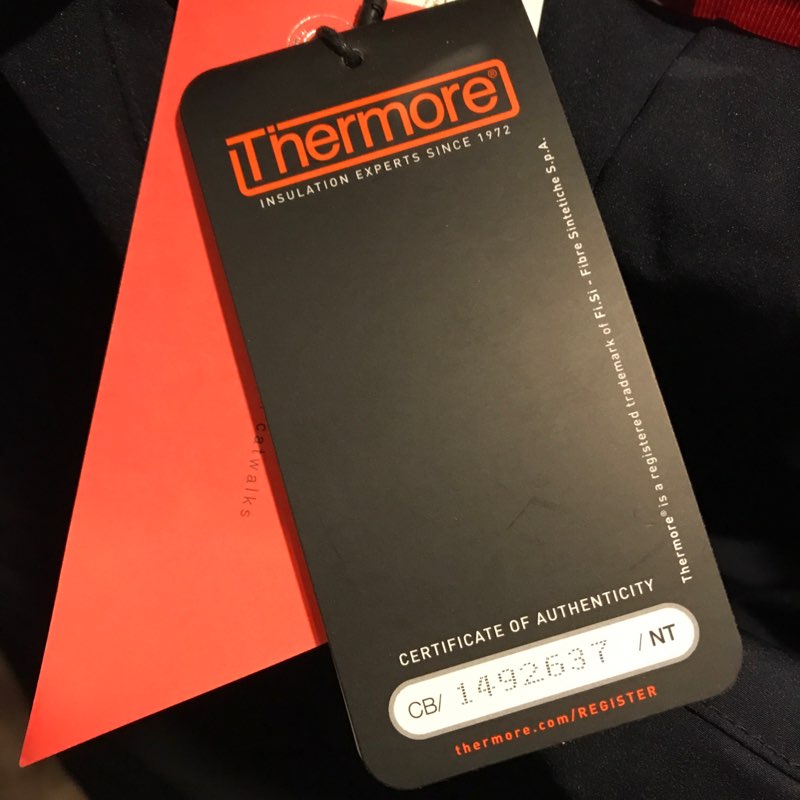 Thermore®
INSULATION EXPERTS SINCE 1972
Thermore® is a registered trademark of Fi.Si - Fibre Sintetiche S.p.A.
catwalks
CERTIFICATE OF AUTHENTICITY
CB/ 1492637 / NT
thermore.com/REGISTER